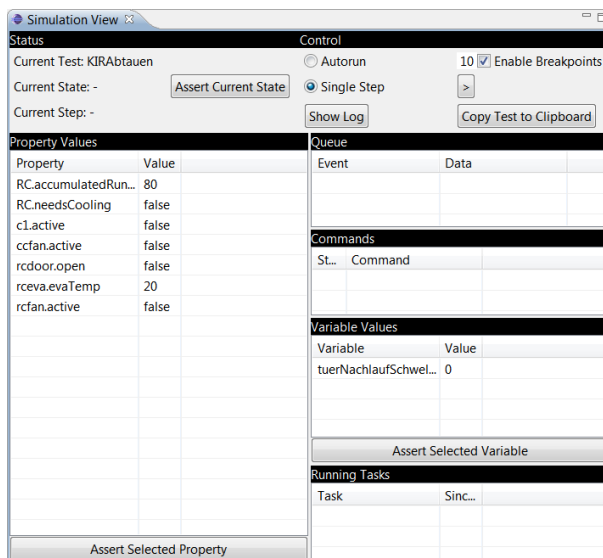 Simulation View
Status
Control
Current Test: KIRAbtauen
Autorun
10 Enable Breakpoints
Current State: -
Assert Current State
Single Step
>
Current Step: -
Show Log
Copy Test to Clipboard
Property Values
Property Value
RC.accumulatedRun... 80
RC.needsCooling false
c1.active false
ccfan.active false
rcdoor.open false
rceva.evaTemp 20
rcfan.active false
Assert Selected Property
Queue
Event Data
Commands
St... Command
Variable Values
Variable Value
tuerNachlaufSchwel... 0
Assert Selected Variable
Running Tasks
Task Sinc...